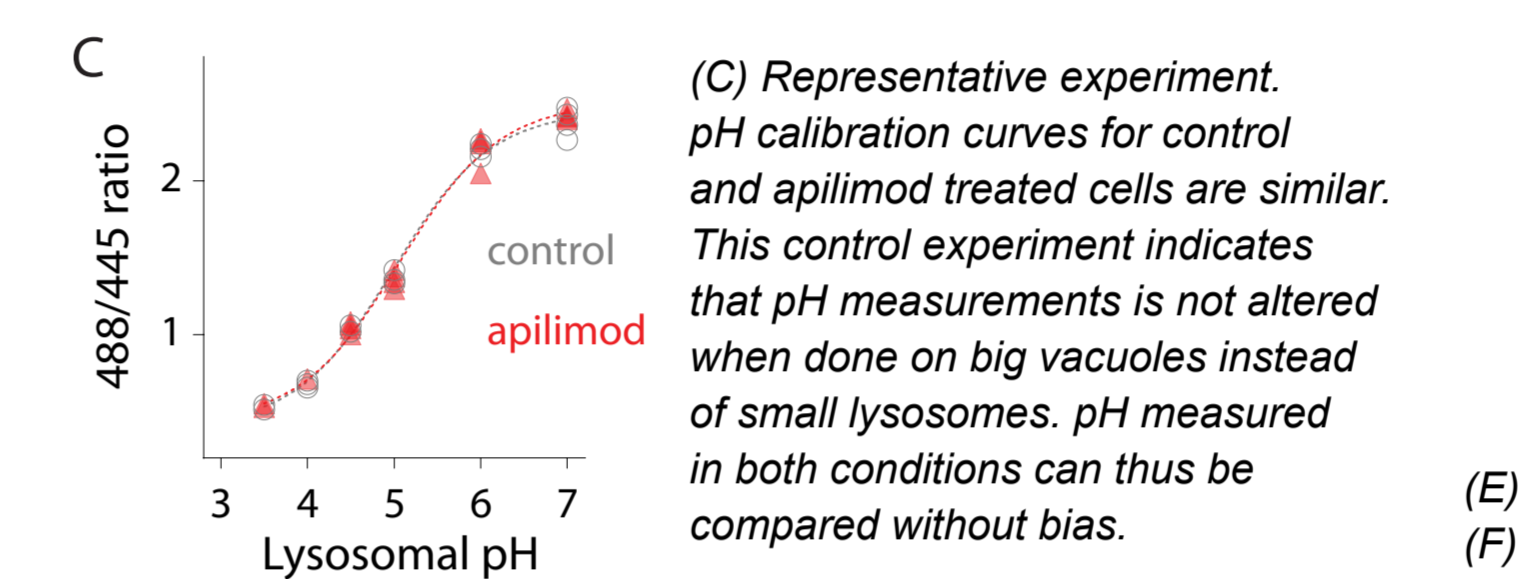 C
488/445 ratio
2
1
control
apilimod
3 4 5 6 7
Lysosomal pH
(C) Representative experiment.
pH calibration curves for control
and apilimod treated cells are similar.
This control experiment indicates
that pH measurements is not altered
when done on big vacuoles instead
of small lysosomes. pH measured
in both conditions can thus be
compared without bias.
(E)
(F)